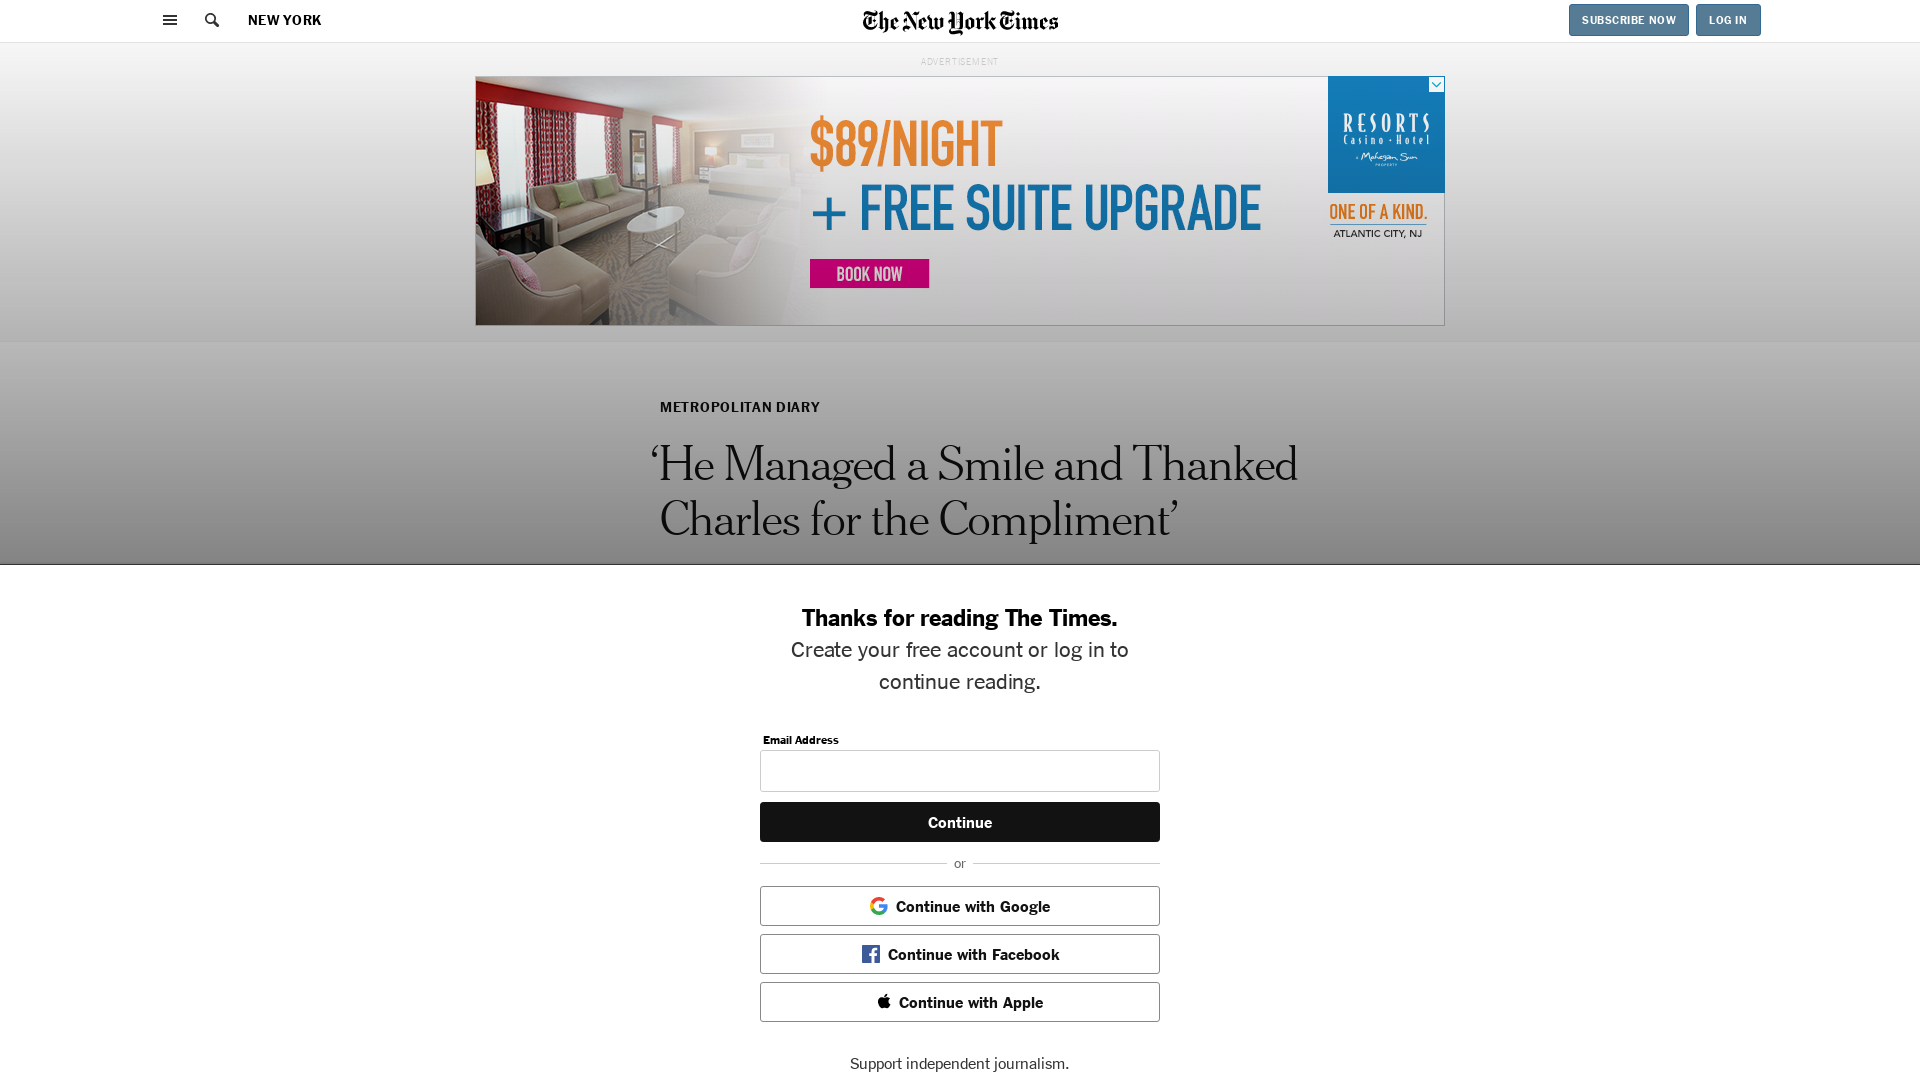 NEW YORK
The New York Times
SUBSCRIBE NOW
LOG IN
ADVERTISEMENT
$89/NIGHT
+ FREE SUITE UPGRADE
BOOK NOW
RESORTS
Casino • Hotel
a Mohegan Sun
PROPERTY
ONE OF A KIND.
ATLANTIC CITY, NJ
METROPOLITAN DIARY
‘He Managed a Smile and Thanked
Charles for the Compliment’
Thanks for reading The Times.
Create your free account or log in to
continue reading.
Email Address
Continue
or
Continue with Google
Continue with Facebook
Continue with Apple
Support independent journalism.